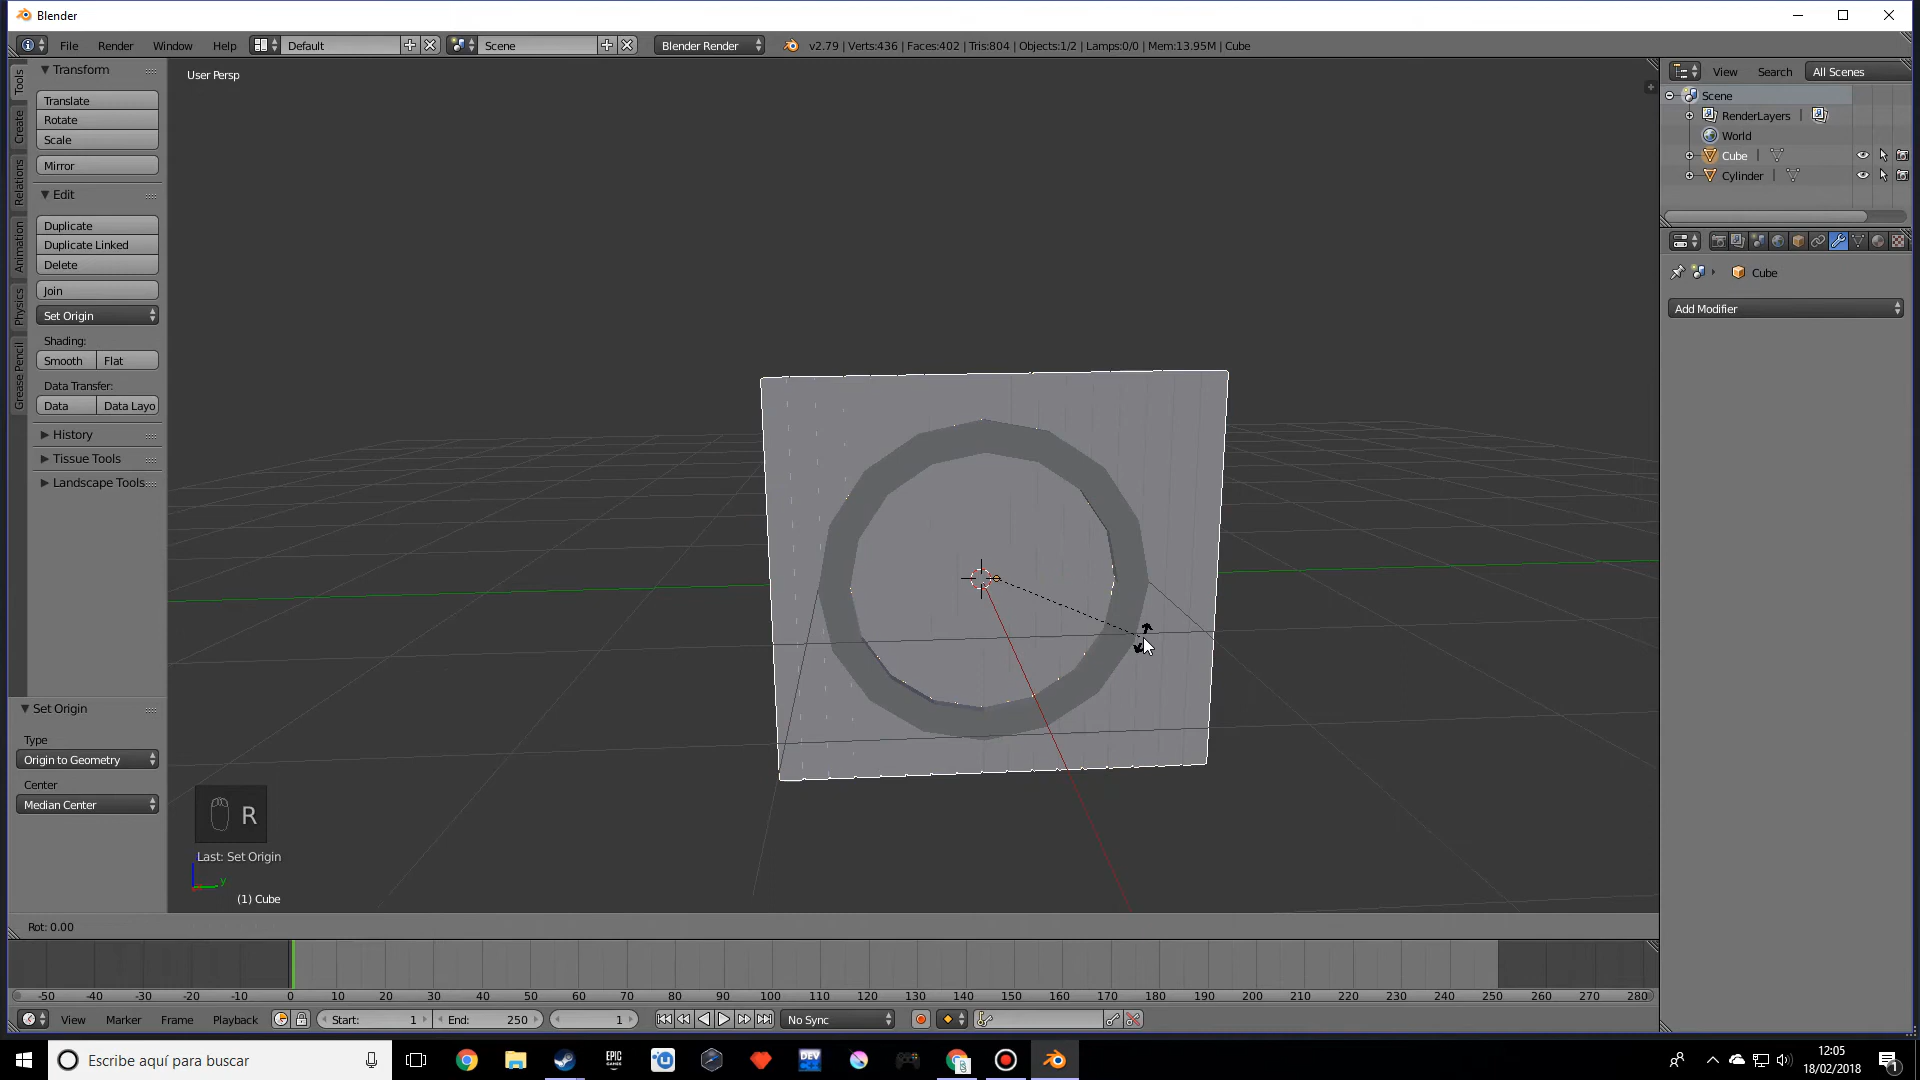 Blender
File Render Window Help Default Scene Blender Render v2.79 | Verts:436 | Faces:402 | Tris:804 | Objects:1/2 | Lamps:0/0 | Mem:13.95M | Cube
Tools
Create
Relations
Animation
Physics
Grease Pencil
Transform
Translate
Rotate
Scale
Mirror
Edit
Duplicate
Duplicate Linked
Delete
Join
Set Origin
Shading:
Smooth Flat
Data Transfer:
Data Data Layo
History
Tissue Tools
Landscape Tools
Set Origin
Type
Origin to Geometry
Center
Median Center
User Persp
R
Last: Set Origin
y
(1) Cube
Rot: 0.00
View Search All Scenes
Scene
RenderLayers
World
Cube
Cylinder
Cube
Add Modifier
-50 -40 -30 -20 -10 0 10 20 30 40 50 60 70 80 90 100 110 120 130 140 150 160 170 180 190 200 210 220 230 240 250 260 270 280
View Marker Frame Playback Start: 1 End: 250 1 No Sync
Escribe aquí para buscar
EPIC GAMES
DEV
12:05
18/02/2018
1